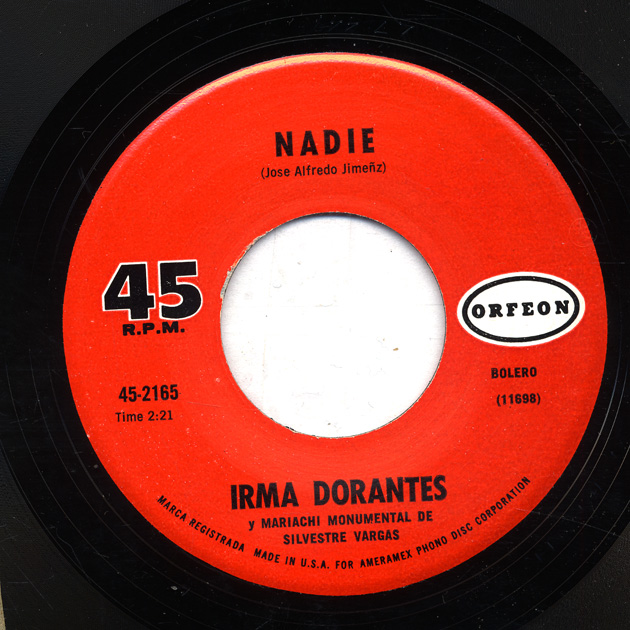 NADIE
(Jose Alfredo Jimeñz)
45
R.P.M.
ORFEON
45-2165
Time 2:21
BOLERO
(11698)
IRMA DORANTES
y MARIACHI MONUMENTAL DE
SILVESTRE VARGAS
MARCA REGISTRADA MADE IN U.S.A. FOR AMERAMEX PHONO DISC CORPORATION